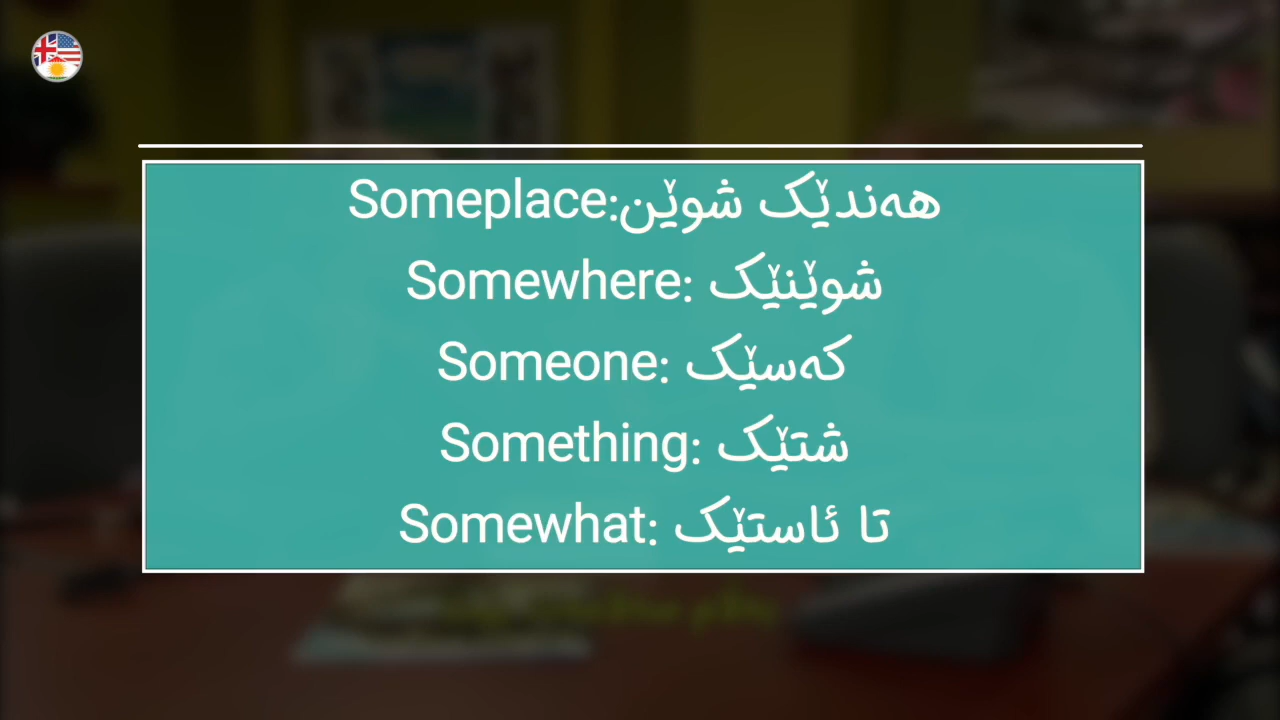 Someplace:هەندێک شوێن
Somewhere: شوێنێک
Someone: کەسێک
Something: شتێک
Somewhat: تا ئاستێک